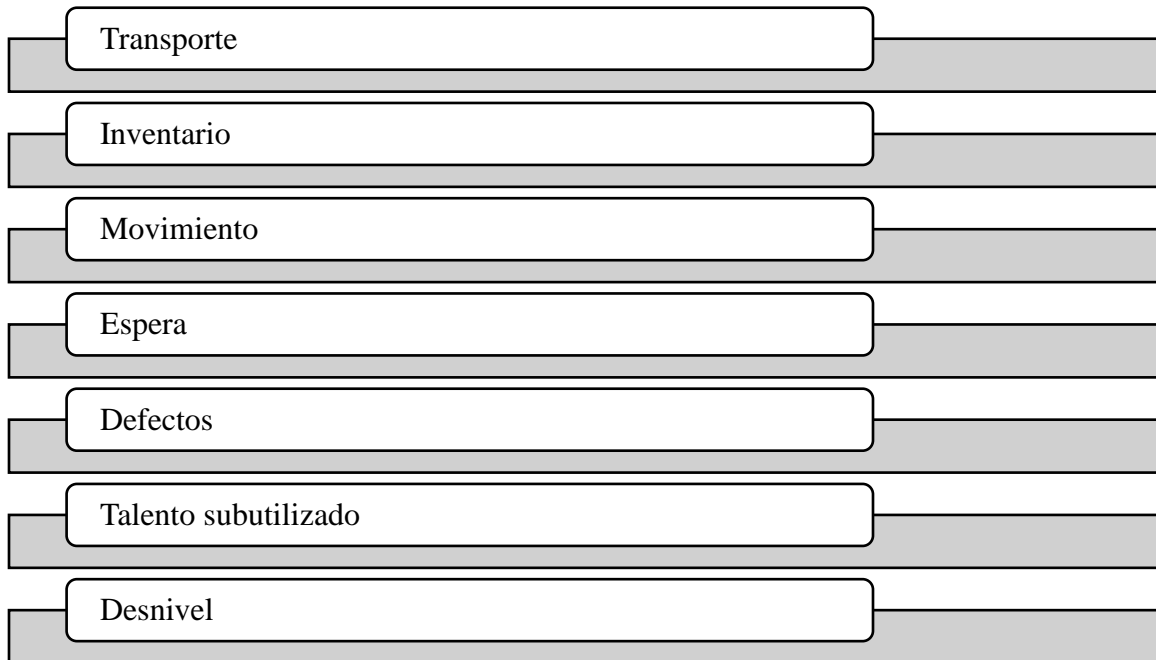 Transporte
Inventario
Movimiento
Espera
Defectos
Talento subutilizado
Desnivel